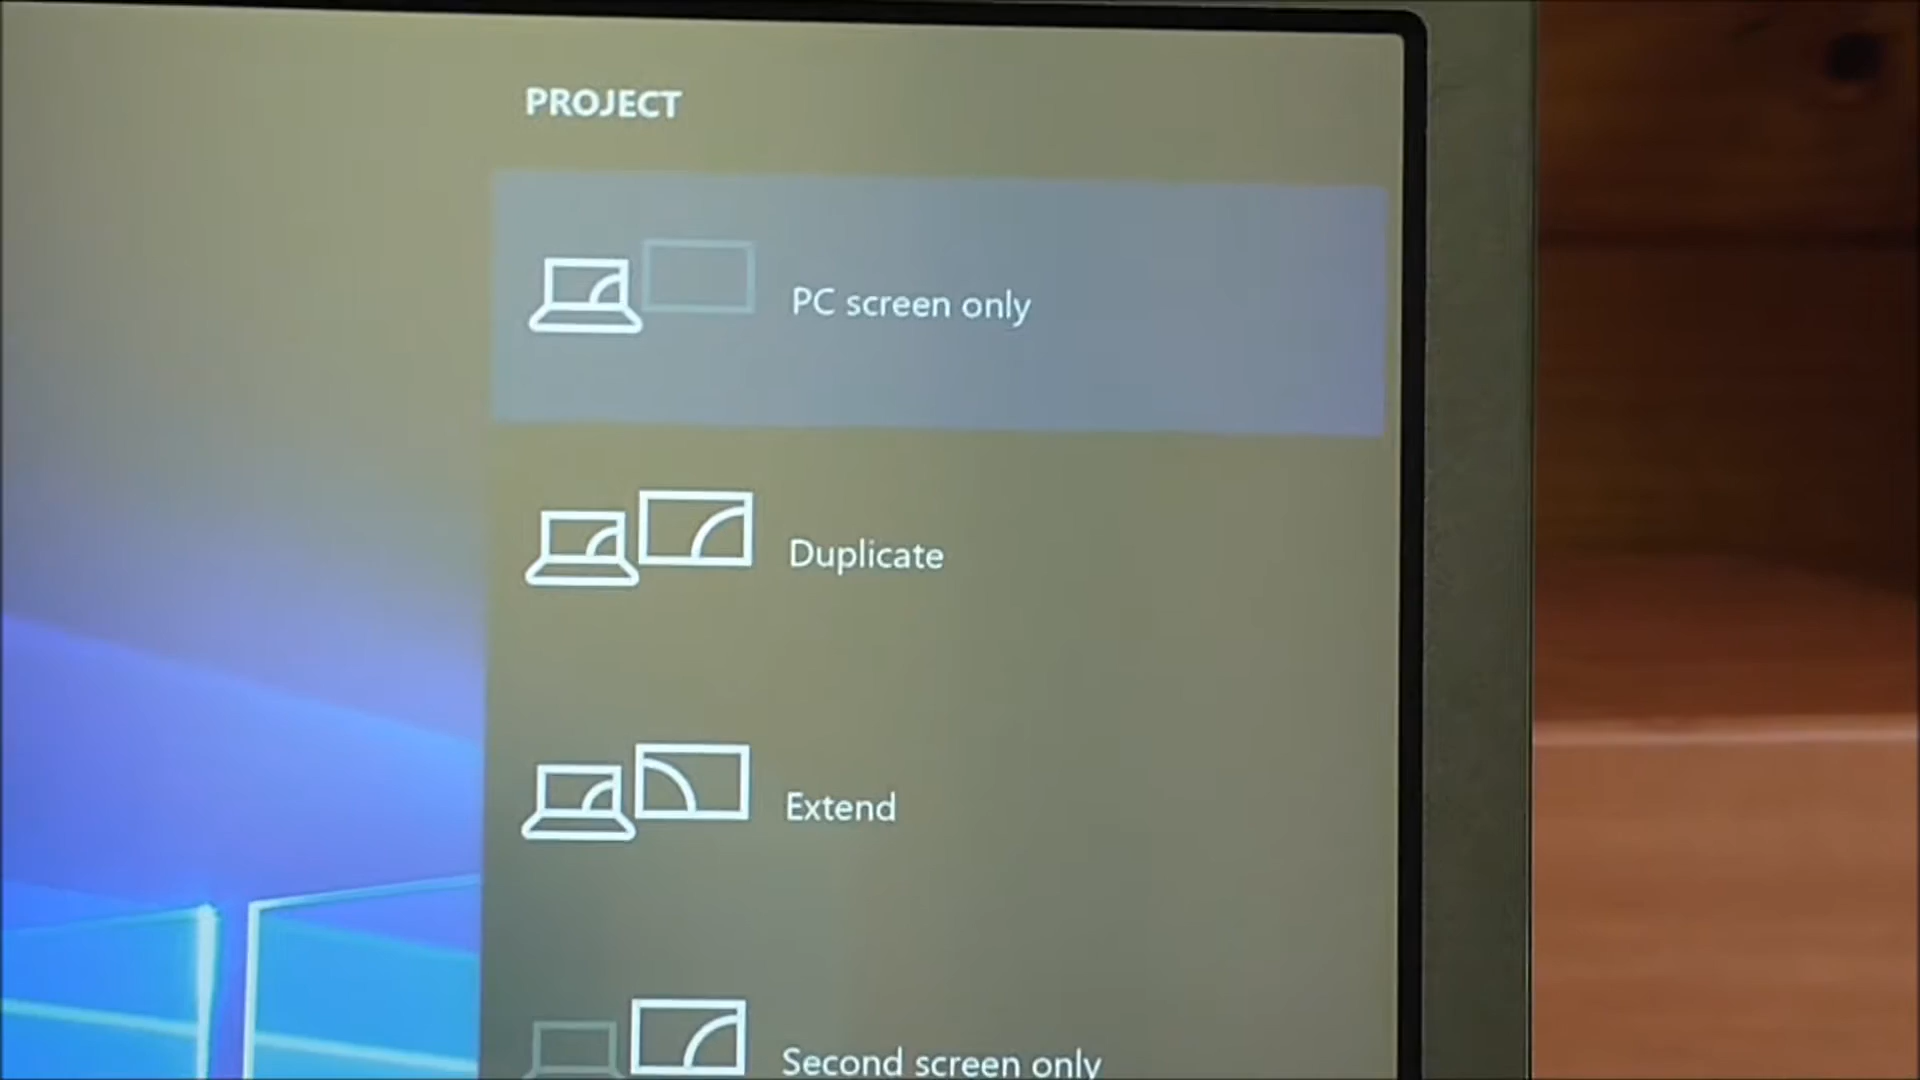 PROJECT
PC screen only
Duplicate
Extend
Second screen only